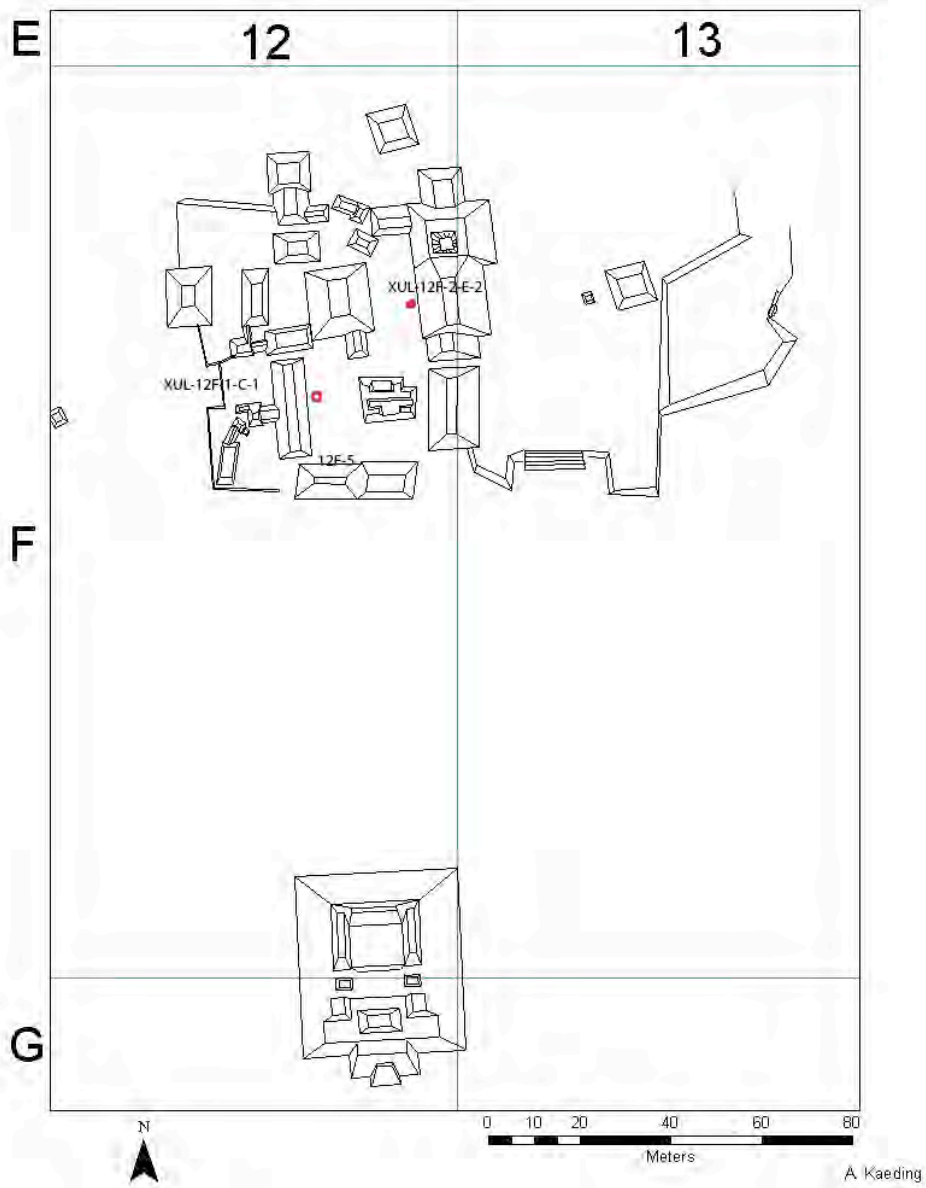 E 12 13
XUL-12F-2-E-2
XUL-12F-1-C-1
12F-5
F
G
N
0 10 20 40 60 80
Meters
A. Kaeding